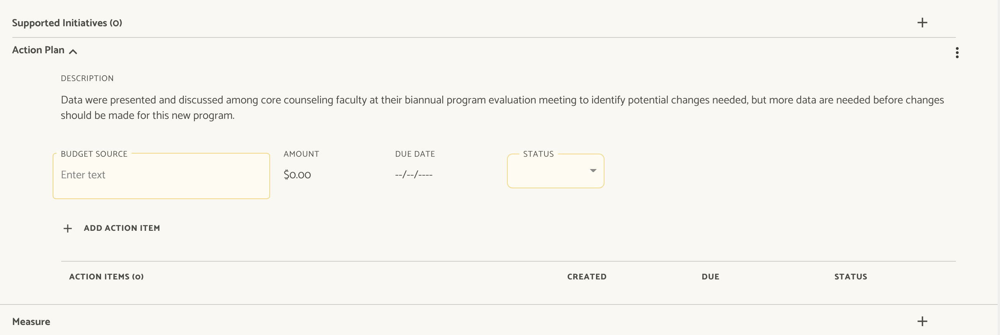 Supported Initiatives (0)
Action Plan
DESCRIPTION
Data were presented and discussed among core counseling faculty at their biannual program evaluation meeting to identify potential changes needed, but more data are needed before changes
should be made for this new program.
BUDGET SOURCE AMOUNT DUE DATE STATUS
Enter text $0.00 --/--/----
ADD ACTION ITEM
ACTION ITEMS (0) CREATED DUE STATUS
Measure